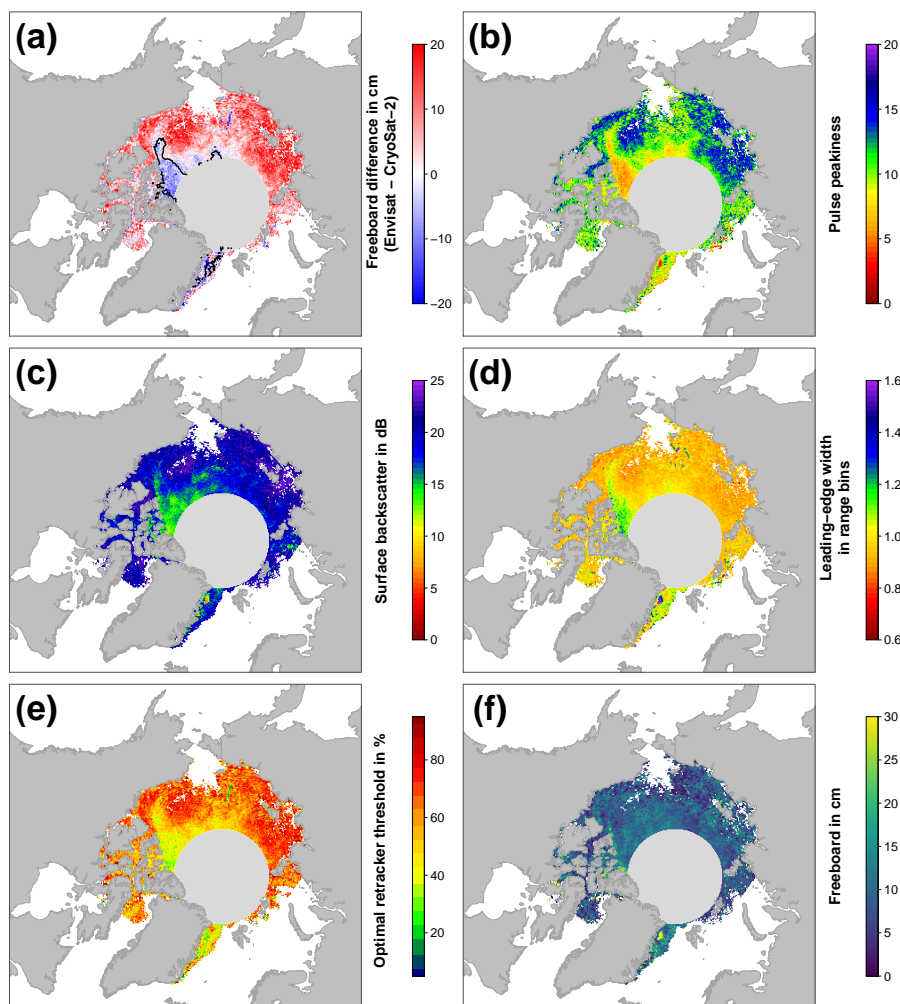 (a)
Freeboard difference in cm
(Envisat − CryoSat−2)
20
10
0
−10
−20
(b)
Pulse peakiness
20
15
10
5
0
(c)
Surface backscatter in dB
25
20
15
10
5
0
(d)
Leading−edge width
in range bins
1.6
1.4
1.2
1.0
0.8
0.6
(e)
Optimal retracker threshold in %
80
60
40
20
(f)
Freeboard in cm
30
25
20
15
10
5
0